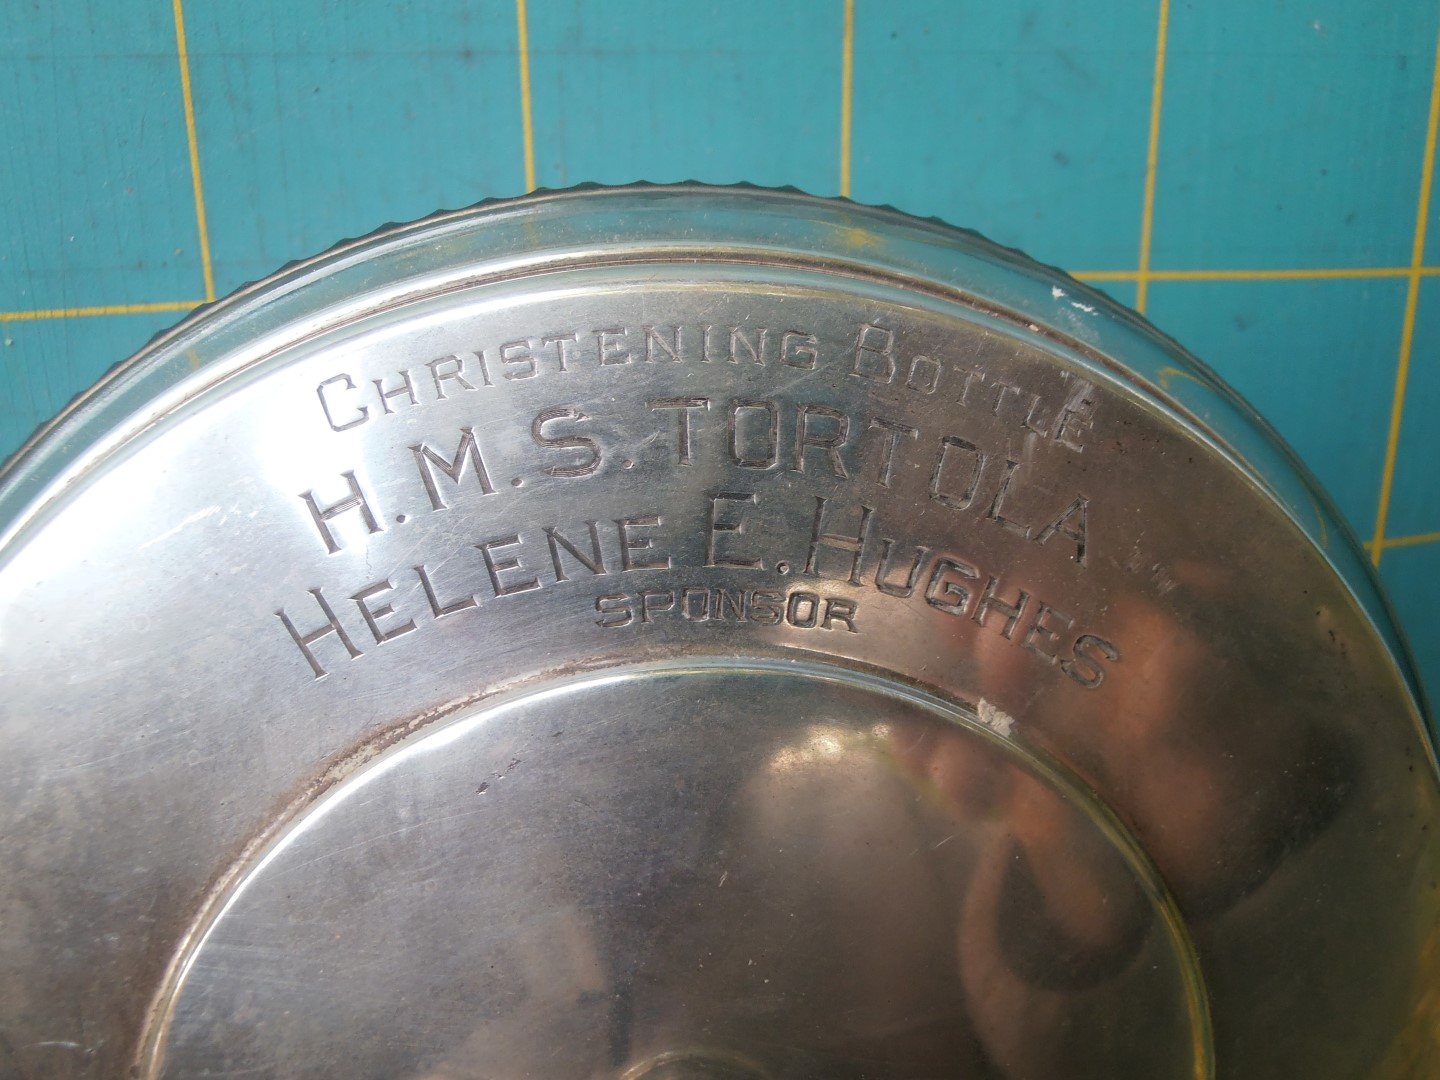 CHRISTENING BOTTLE
H.M.S. TORTOLA
HELENE E. HUGHES
SPONSOR